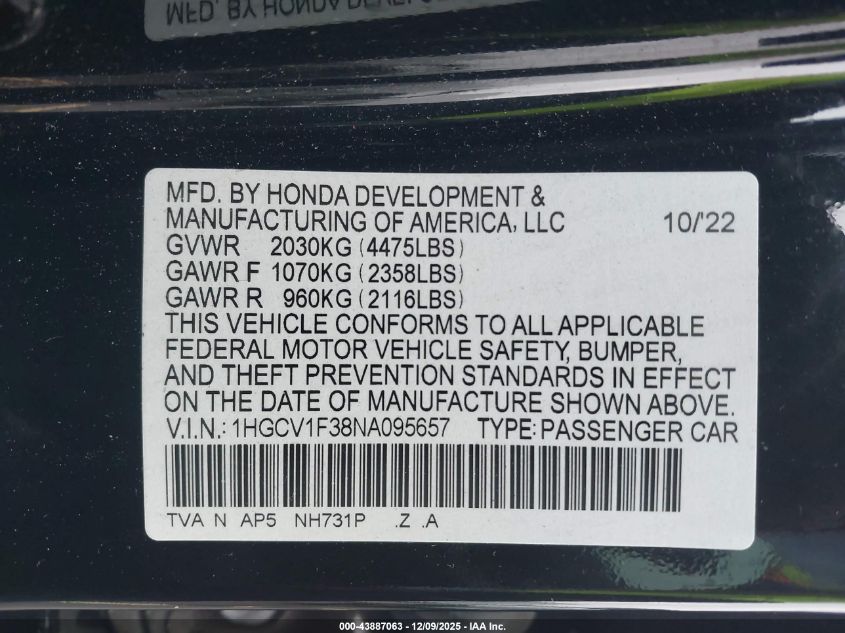 MFD. BY HONDA DEVELOPMENT &
MANUFACTURING OF AMERICA, LLC 10/'22
GVWR 2030KG (4475LBS)
GAWR F 1070KG (2358LBS)
GAWR R 960KG (2116LBS)
THIS VEHICLE CONFORMS TO ALL APPLICABLE
FEDERAL MOTOR VEHICLE SAFETY, BUMPER,
AND THEFT PREVENTION STANDARDS IN EFFECT
ON THE DATE OF MANUFACTURE SHOWN ABOVE.
V.I.N.: 1HGCV1F38NA095657 TYPE: PASSENGER CAR
TVA N AP5 NH731P .Z .A
000-43887063 - 12/09/2025 - IAA Inc.